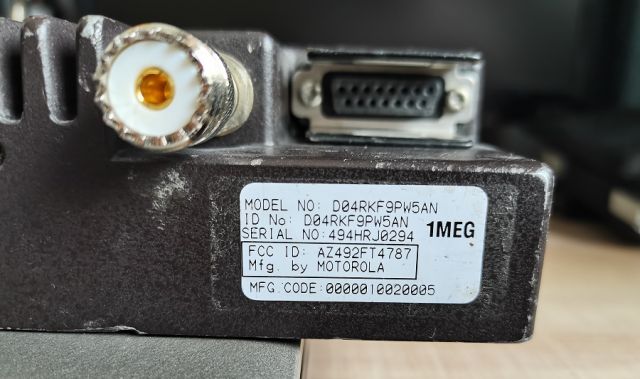 MODEL NO: D04RKF9PW5AN
ID No: D04RKF9PW5AN
SERIAL NO: 494HRJ0294 1MEG
FCC ID: AZ492FT4787
Mfg. by MOTOROLA
MFG CODE:0000010020005